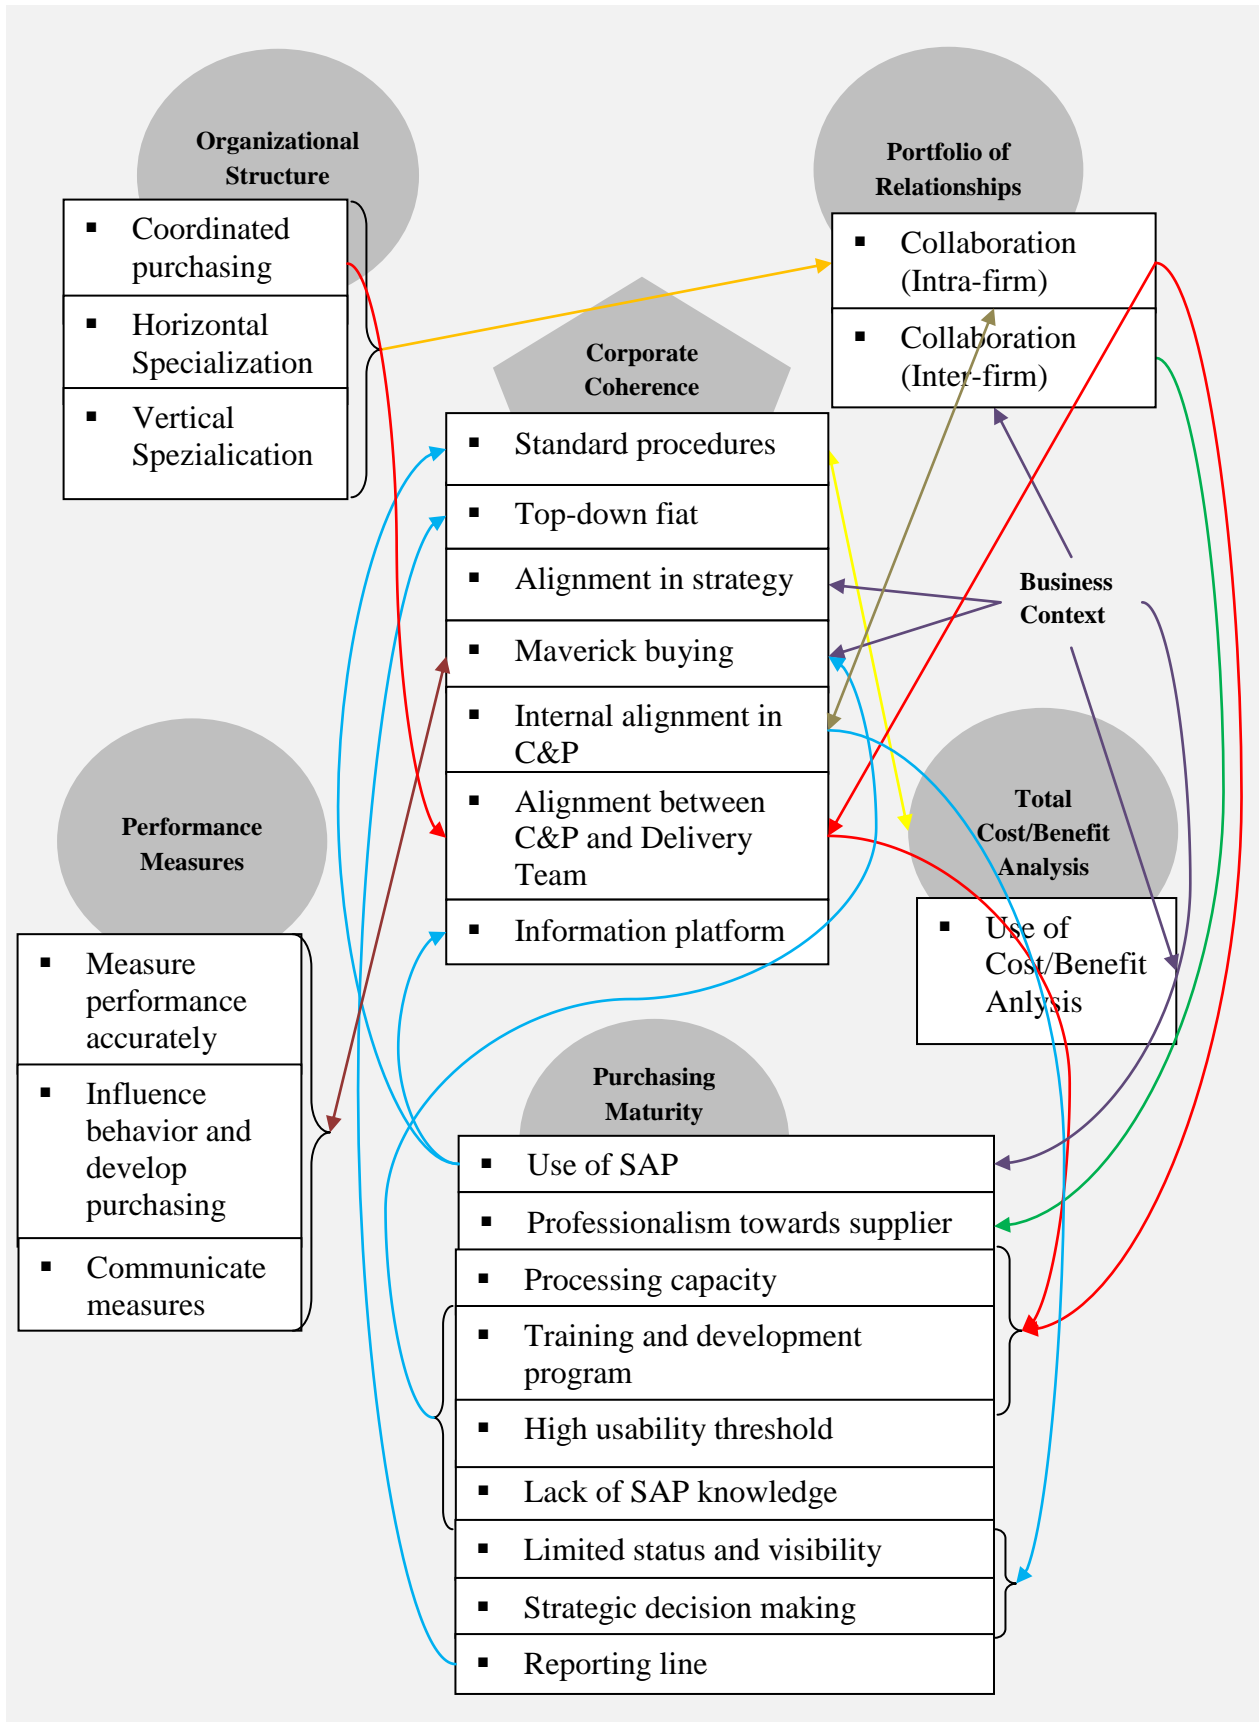 Organizational
Structure
▪ Coordinated
purchasing
▪ Horizontal
Specialization
▪ Vertical
Spezialication
Portfolio of
Relationships
▪ Collaboration
(Intra-firm)
▪ Collaboration
(Inter-firm)
Corporate
Coherence
▪ Standard procedures
▪ Top-down fiat
▪ Alignment in strategy
▪ Maverick buying
▪ Internal alignment in
C&P
▪ Alignment between
C&P and Delivery
Team
▪ Information platform
Business
Context
Performance
Measures
▪ Measure
performance
accurately
▪ Influence
behavior and
develop
purchasing
▪ Communicate
measures
Total
Cost/Benefit
Analysis
▪ Use of
Cost/Benefit
Anlysis
Purchasing
Maturity
▪ Use of SAP
▪ Professionalism towards supplier
▪ Processing capacity
▪ Training and development
program
▪ High usability threshold
▪ Lack of SAP knowledge
▪ Limited status and visibility
▪ Strategic decision making
▪ Reporting line